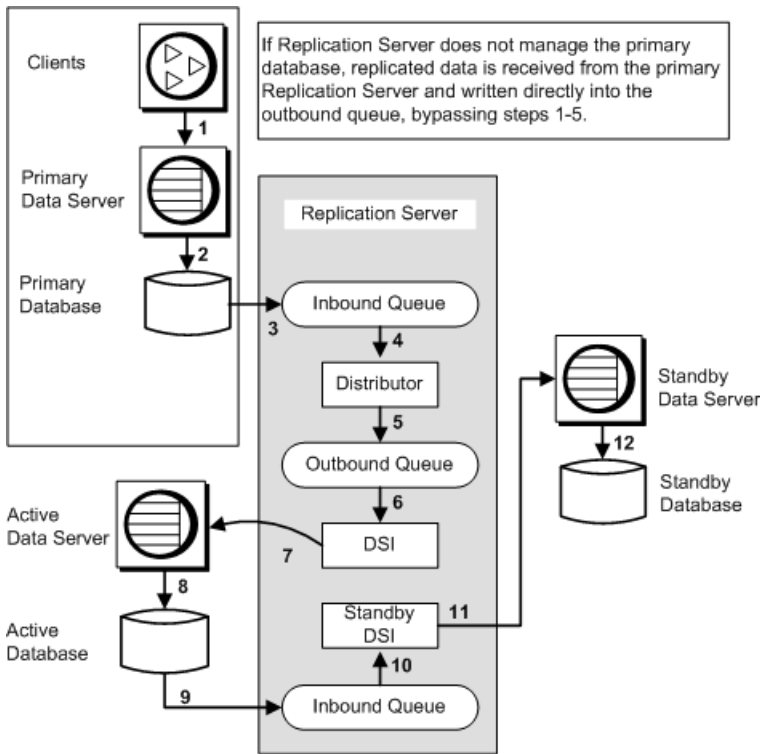 Clients
If Replication Server does not manage the primary
database, replicated data is received from the primary
Replication Server and written directly into the
outbound queue, bypassing steps 1-5.
1
Primary
Data Server
2
Replication Server
Primary
Database
3
Inbound Queue
4
Distributor
5
Outbound Queue
6
DSI
7
Active
Data Server
8
Active
Database
9
Inbound Queue
10
Standby
DSI
11
Standby
Data Server
12
Standby
Database